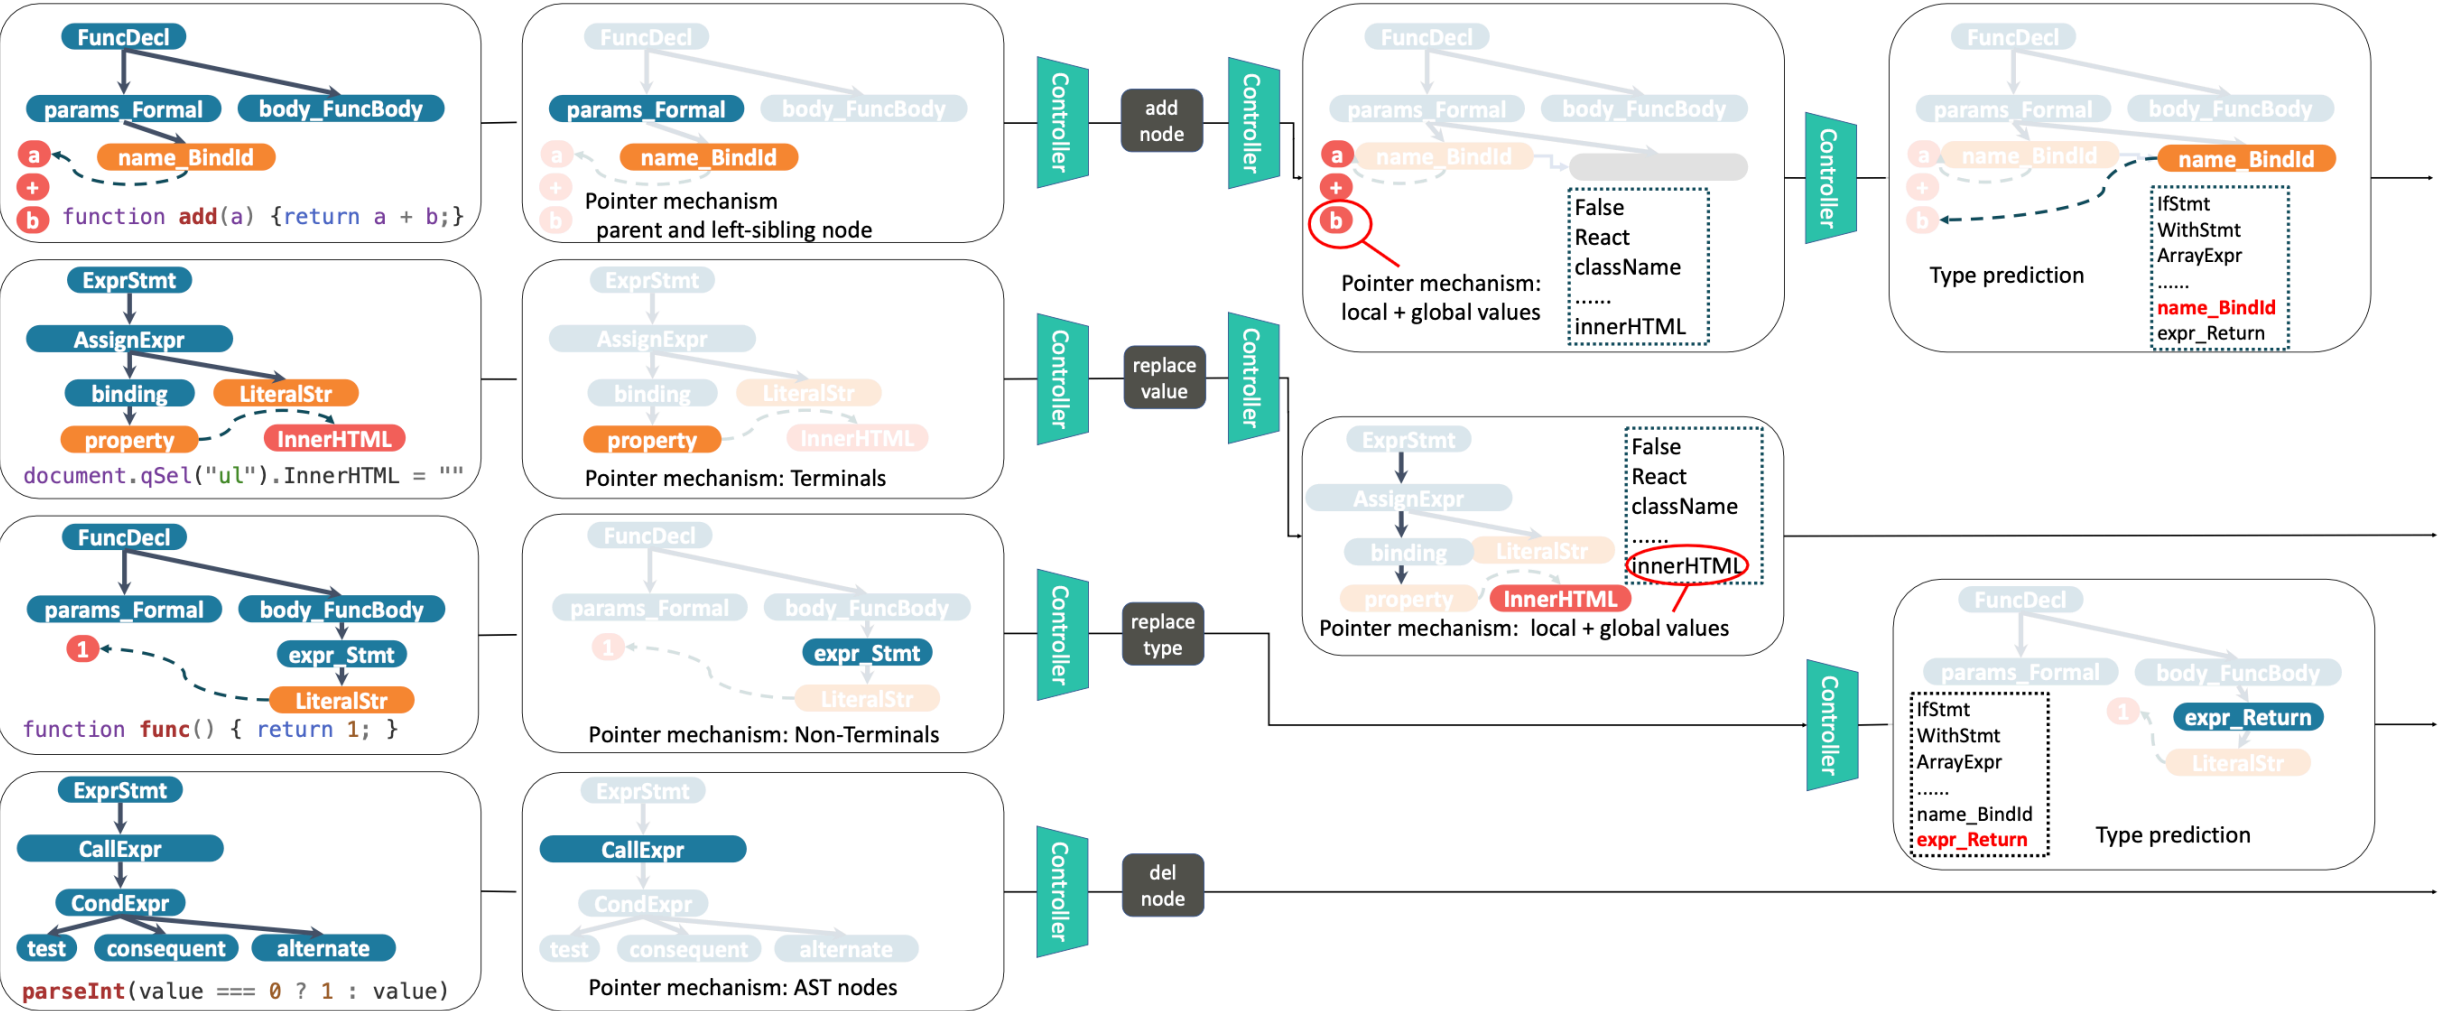 FuncDecl
params_Formal
body_FuncBody
a
name_BindId
+
b
function add(a) {return a + b;}
FuncDecl
params_Formal
body_FuncBody
a
name_BindId
+
b
Pointer mechanism
parent and left-sibling node
Controller
add
node
Controller
FuncDecl
params_Formal
body_FuncBody
a
name_BindId
+
b
False
React
className
......
innerHTML
Pointer mechanism:
local + global values
Controller
FuncDecl
params_Formal
body_FuncBody
a
name_BindId
name_BindId
+
b
IfStmt
WithStmt
ArrayExpr
......
name_BindId
expr_Return
Type prediction
ExprStmt
AssignExpr
binding
LiteralStr
property
InnerHTML
document.qSel("ul").InnerHTML = ""
ExprStmt
AssignExpr
binding
LiteralStr
property
InnerHTML
Pointer mechanism: Terminals
Controller
replace
value
Controller
ExprStmt
AssignExpr
binding
LiteralStr
property
InnerHTML
False
React
className
......
innerHTML
Pointer mechanism: local + global values
FuncDecl
params_Formal
body_FuncBody
1
expr_Stmt
LiteralStr
function func() { return 1; }
FuncDecl
params_Formal
body_FuncBody
1
expr_Stmt
LiteralStr
Pointer mechanism: Non-Terminals
Controller
replace
type
Controller
FuncDecl
params_Formal
body_FuncBody
1
expr_Return
LiteralStr
IfStmt
WithStmt
ArrayExpr
......
name_BindId
expr_Return
Type prediction
ExprStmt
CallExpr
CondExpr
test
consequent
alternate
parseInt(value === 0 ? 1 : value)
ExprStmt
CallExpr
CondExpr
test
consequent
alternate
Pointer mechanism: AST nodes
Controller
del
node